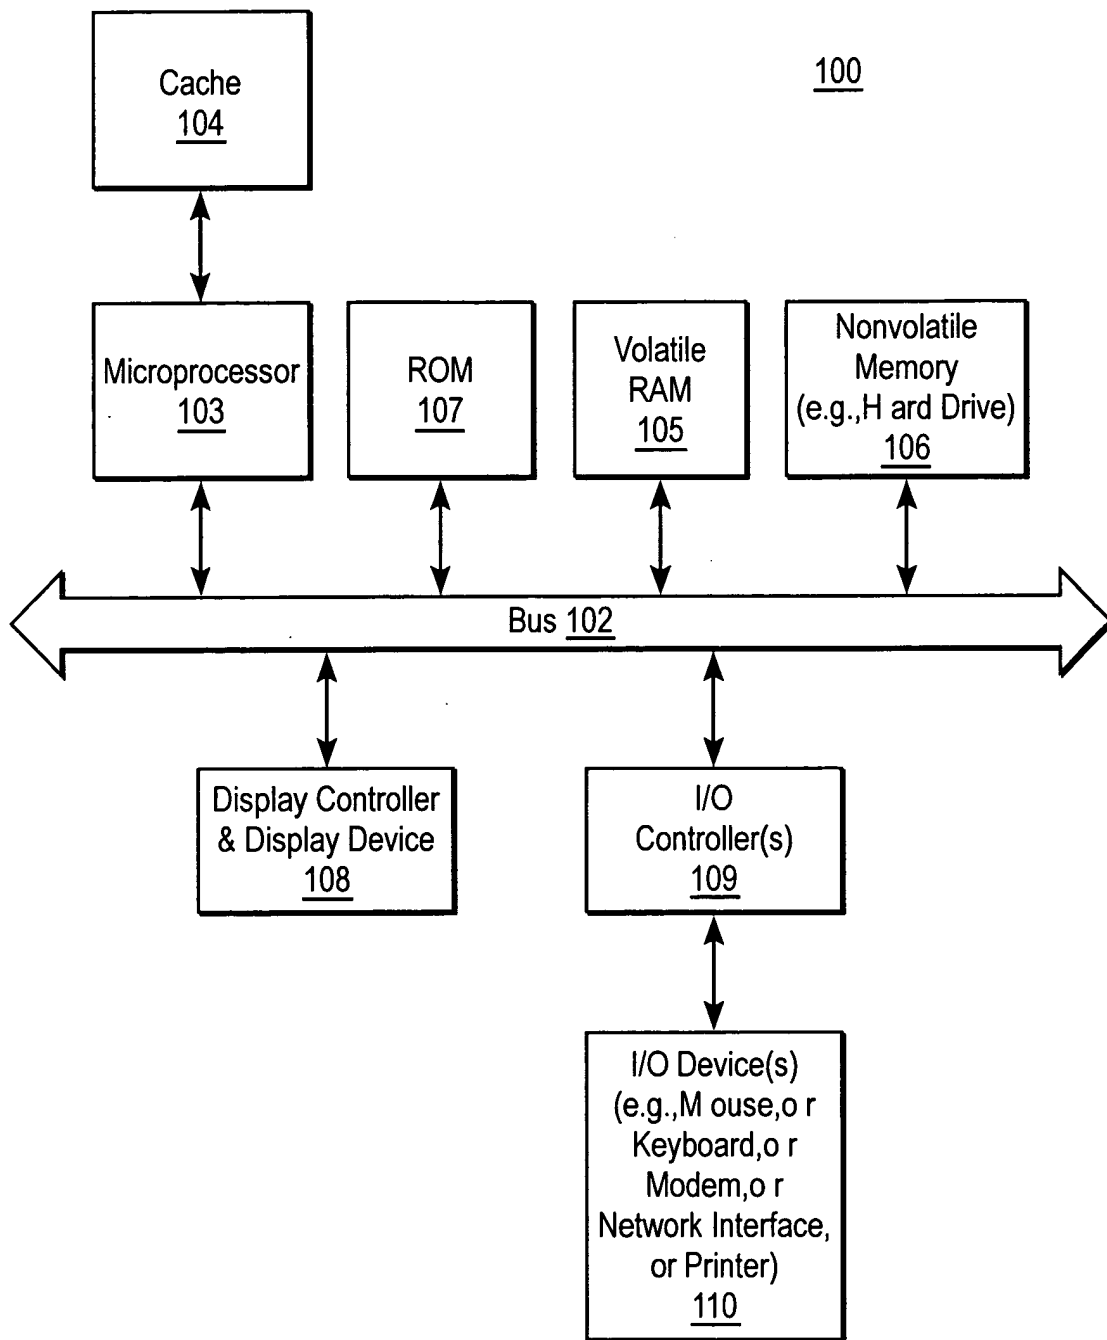 Cache
104
100
Microprocessor
103
ROM
107
Volatile
RAM
105
Nonvolatile
Memory
(e.g.,H ard Drive)
106
Bus 102
Display Controller
& Display Device
108
I/O
Controller(s)
109
I/O Device(s)
(e.g.,M ouse,o r
Keyboard,o r
Modem,o r
Network Interface,
or Printer)
110